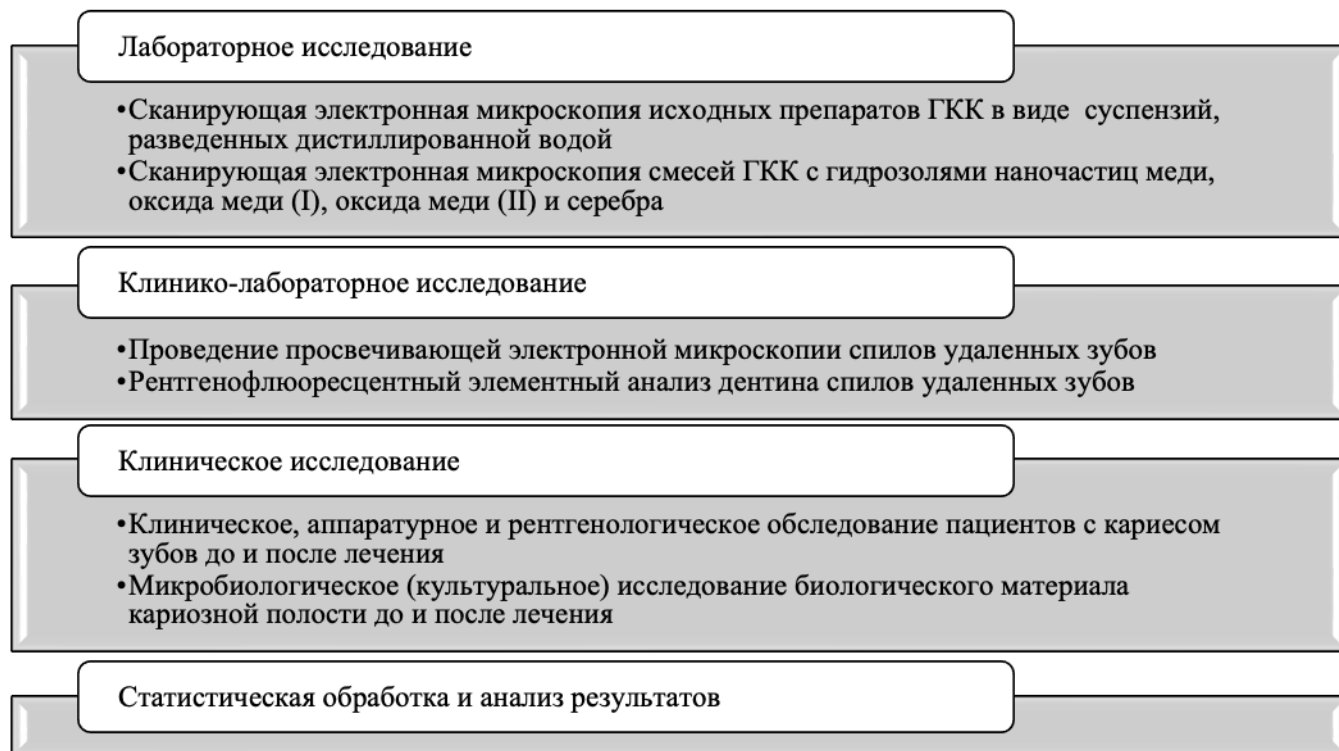 Лабораторное исследование
•Сканирующая электронная микроскопия исходных препаратов ГКК в виде суспензий,
разведенных дистиллированной водой
•Сканирующая электронная микроскопия смесей ГКК с гидрозолями наночастиц меди,
оксида меди (I), оксида меди (II) и серебра
Клинико-лабораторное исследование
•Проведение просвечивающей электронной микроскопии спилов удаленных зубов
•Рентгенофлюоресцентный элементный анализ дентина спилов удаленных зубов
Клиническое исследование
•Клиническое, аппаратурное и рентгенологическое обследование пациентов с кариесом
зубов до и после лечения
•Микробиологическое (культуральное) исследование биологического материала
кариозной полости до и после лечения
Статистическая обработка и анализ результатов